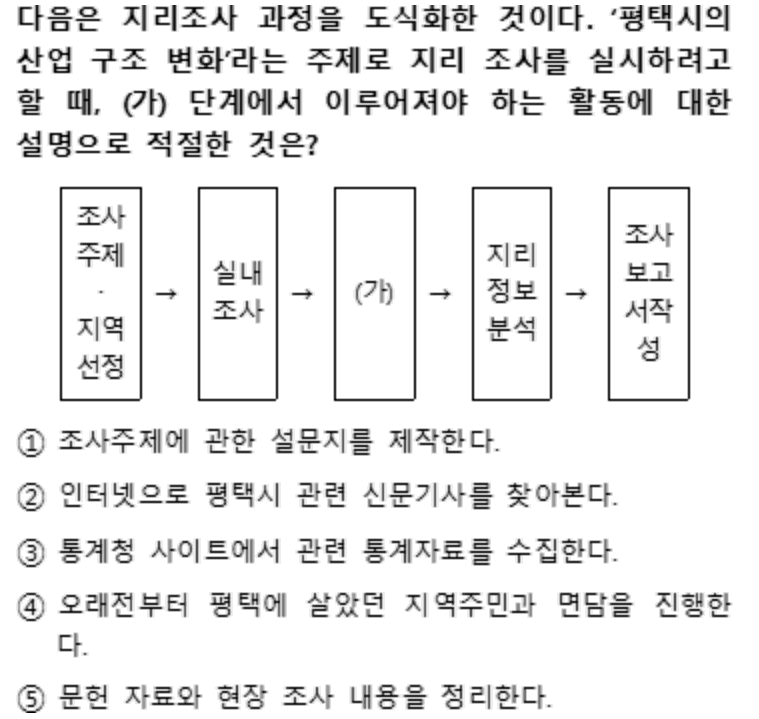 다음은 지리조사 과정을 도식화한 것이다. ‘평택시의
산업 구조 변화’라는 주제로 지리 조사를 실시하려고
할 때, (가) 단계에서 이루어져야 하는 활동에 대한
설명으로 적절한 것은?
조사
주제
·
지역
선정
→
실내
조사
→
(가)
→
지리
정보
분석
→
조사
보고
서작
성
① 조사주제에 관한 설문지를 제작한다.
② 인터넷으로 평택시 관련 신문기사를 찾아본다.
③ 통계청 사이트에서 관련 통계자료를 수집한다.
④ 오래전부터 평택에 살았던 지역주민과 면담을 진행한
다.
⑤ 문헌 자료와 현장 조사 내용을 정리한다.